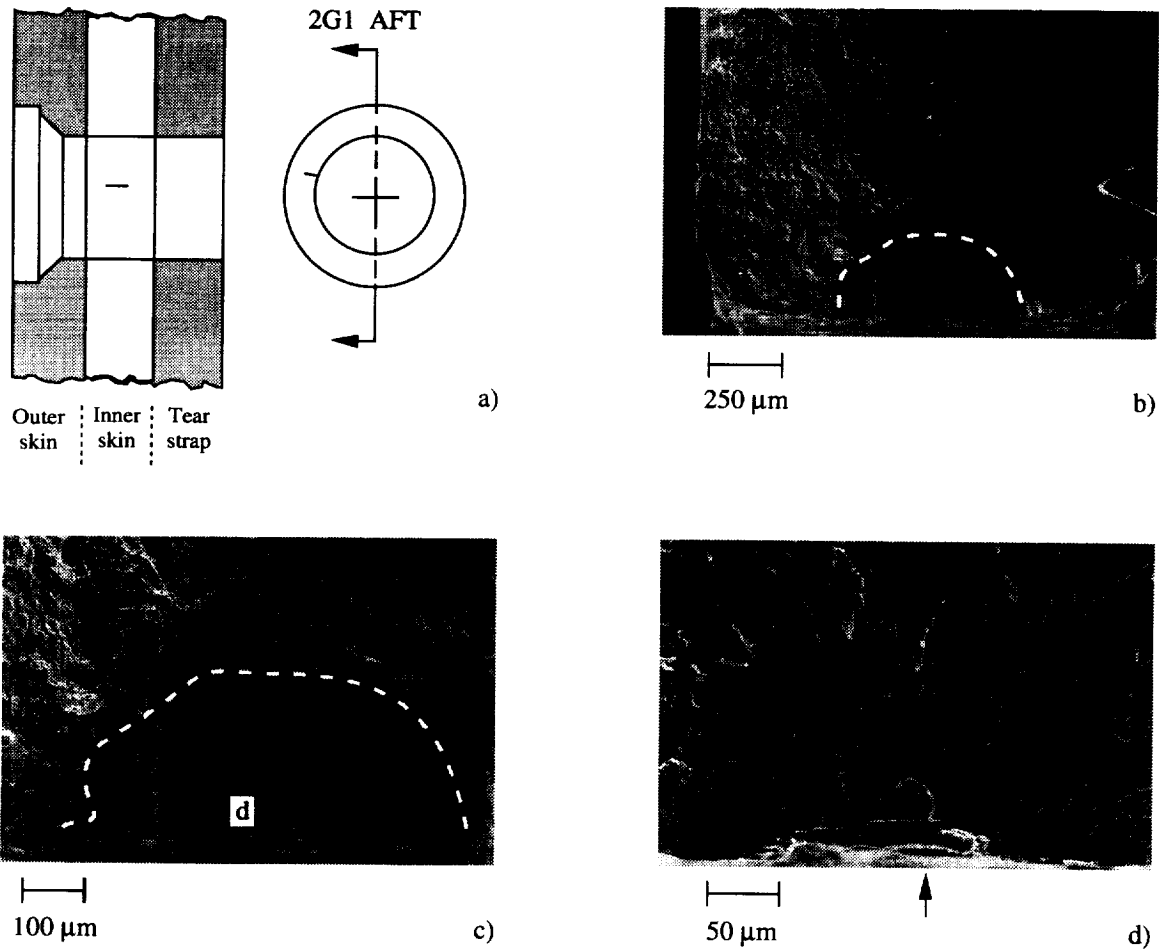 2G1 AFT
Outer skin
Inner skin
Tear strap
a)
250 μm
b)
d
100 μm
c)
50 μm
d)